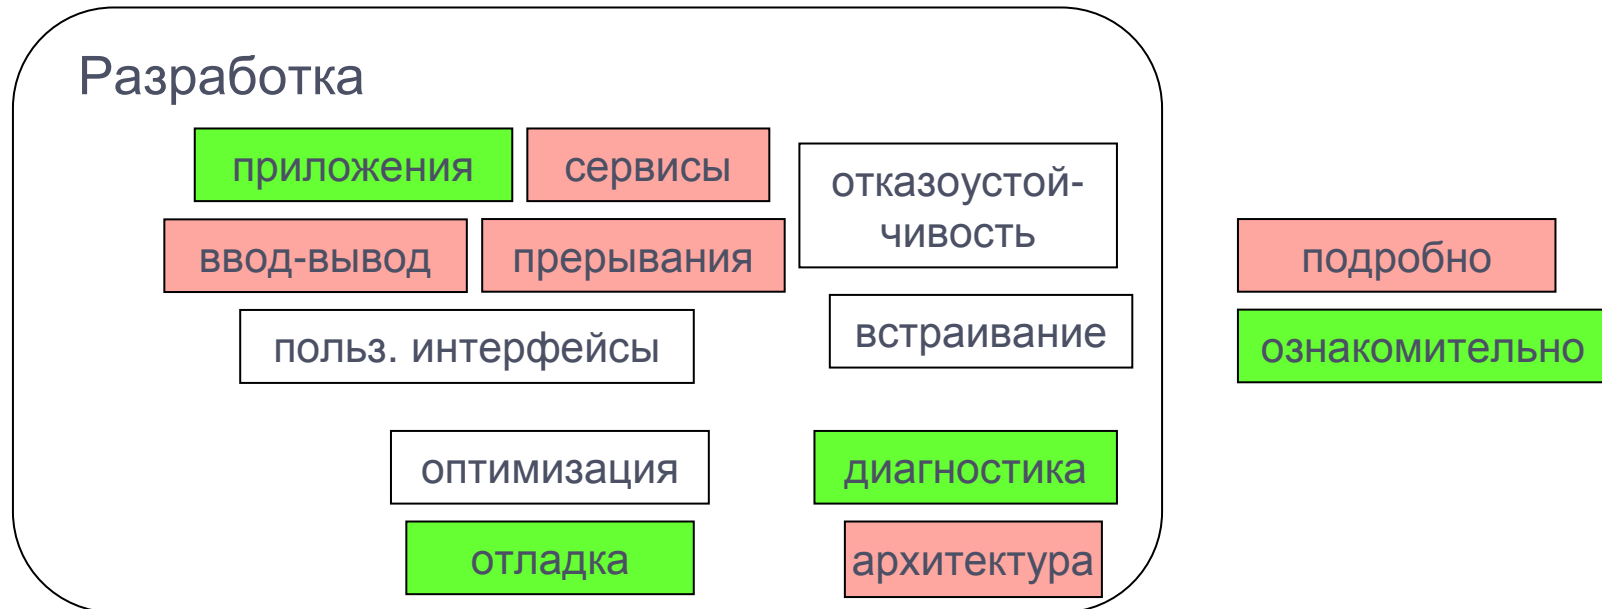 Разработка
приложения
сервисы
отказоустой-
чивость
ввод-вывод
прерывания
подробно
польз. интерфейсы
встраивание
ознакомительно
оптимизация
диагностика
отладка
архитектура